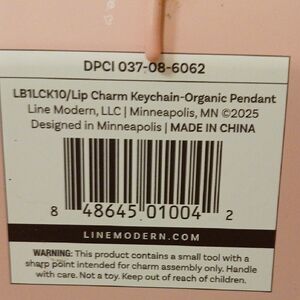 DPCI 037-08-6062
LB1LCK10/Lip Charm Keychain-Organic Pendant
Line Modern, LLC | Minneapolis, MN ©2025
Designed in Minneapolis | MADE IN CHINA
8 48645 01004 2
LINEMODERN.COM
WARNING: This product contains a small tool with a
sharp point intended for charm assembly only. Handle
with care. Not a toy. Keep out of reach of children.